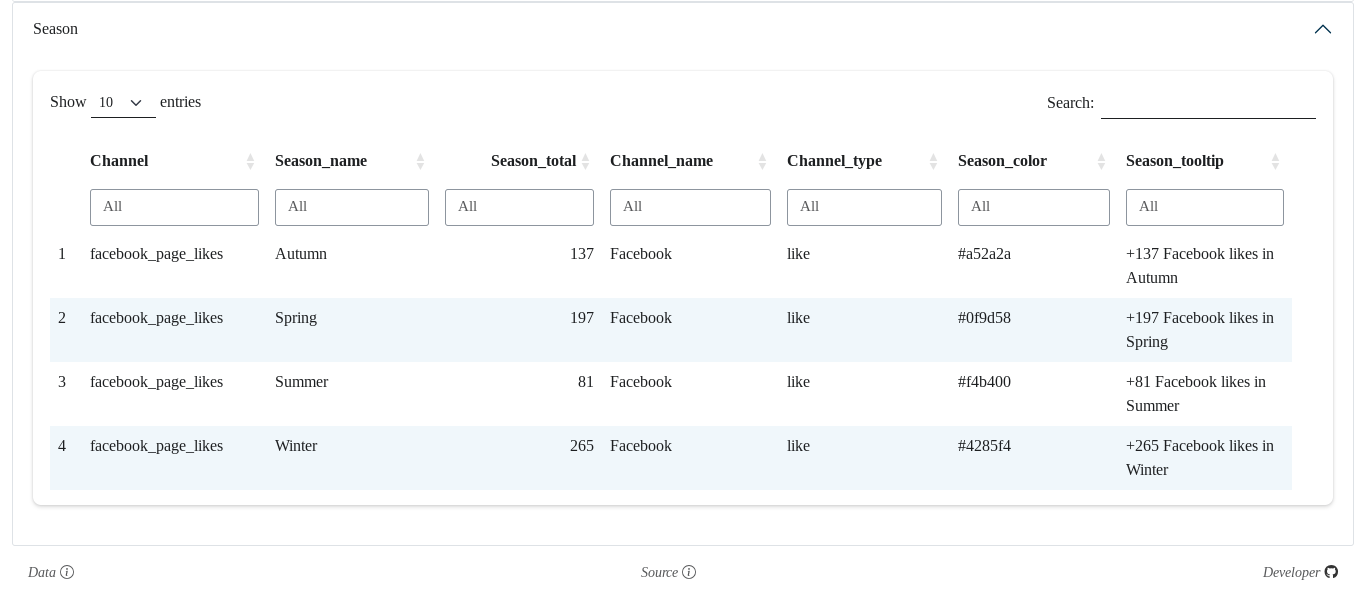 Season
Show 10 entries Search:
Channel Season_name Season_total Channel_name Channel_type Season_color Season_tooltip
All All All All All All All
1 facebook_page_likes Autumn 137 Facebook like #a52a2a +137 Facebook likes in
Autumn
2 facebook_page_likes Spring 197 Facebook like #0f9d58 +197 Facebook likes in
Spring
3 facebook_page_likes Summer 81 Facebook like #f4b400 +81 Facebook likes in
Summer
4 facebook_page_likes Winter 265 Facebook like #4285f4 +265 Facebook likes in
Winter
Data Source Developer